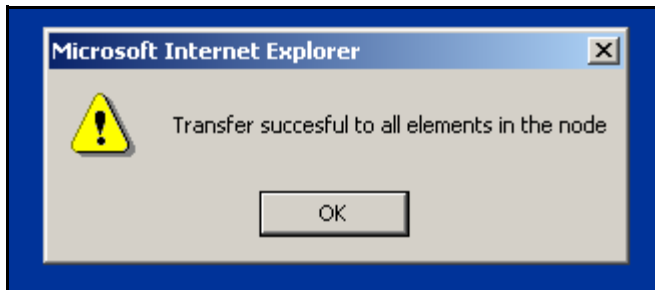 Microsoft Internet Explorer
Transfer succesful to all elements in the node
OK